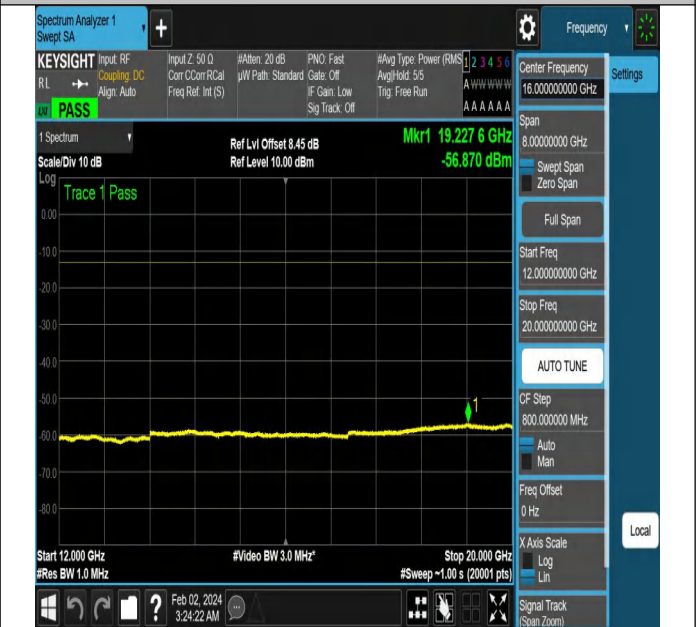 Spectrum Analyzer 1
Swept SA
Frequency
KEYSIGHT
Input: RF
Coupling: DC
Align: Auto
Input Z: 50 Ω
Corr CCorr RCal
Freq Ref: Int (S)
#Atten: 20 dB
µW Path: Standard
PNO: Fast
Gate: Off
IF Gain: Low
Sig Track: Off
#Avg Type: Power (RMS)
Avg|Hold: 5/5
Trig: Free Run
1 2 3 4 5 6
A W W W W W
A A A A A A
R L
PASS
1 Spectrum
Scale/Div 10 dB
Ref Lvl Offset 8.45 dB
Ref Level 10.00 dBm
Mkr1 19.227 6 GHz
-56.870 dBm
Log
Trace 1 Pass
0.00
-10.0
-20.0
-30.0
-40.0
-50.0
-60.0
-70.0
-80.0
1
Start 12.000 GHz
#Res BW 1.0 MHz
#Video BW 3.0 MHz*
Stop 20.000 GHz
#Sweep ~1.00 s (20001 pts)
Feb 02, 2024
3:24:22 AM
Center Frequency
16.000000000 GHz
Settings
Span
8.00000000 GHz
Swept Span
Zero Span
Full Span
Start Freq
12.000000000 GHz
Stop Freq
20.000000000 GHz
AUTO TUNE
CF Step
800.000000 MHz
Auto
Man
Freq Offset
0 Hz
X Axis Scale
Log
Lin
Local
Signal Track
(Span Zoom)